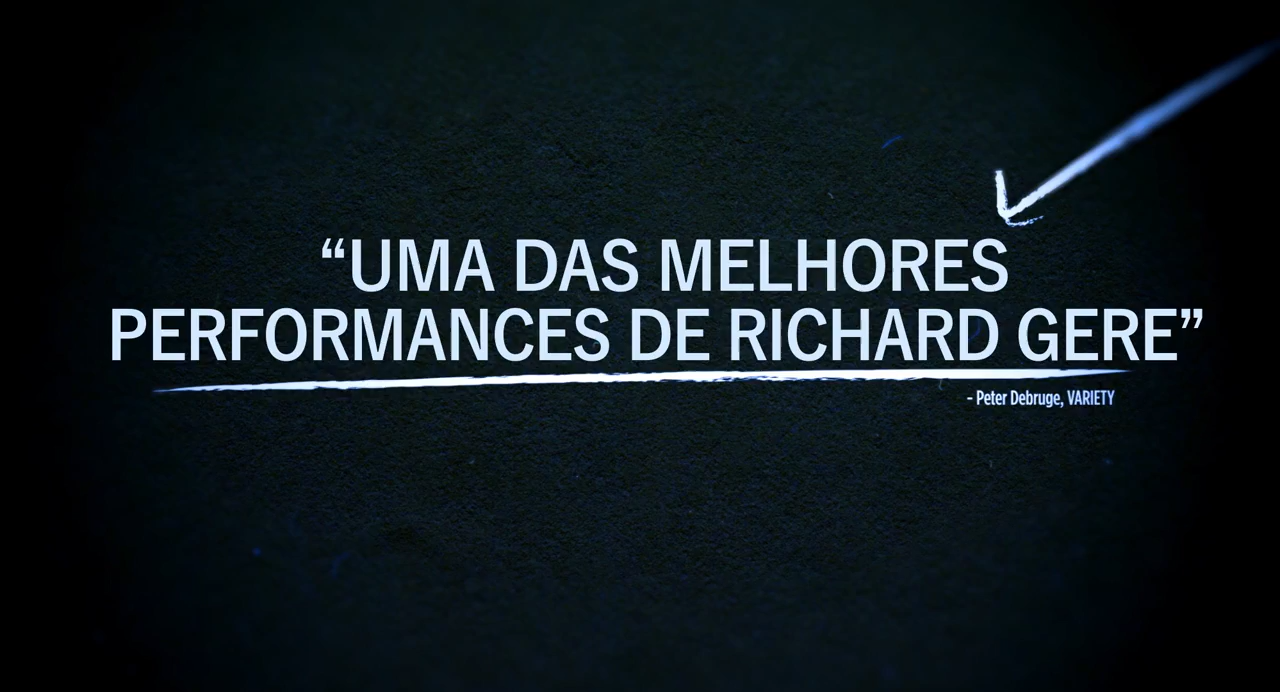 “UMA DAS MELHORES
PERFORMANCES DE RICHARD GERE”
- Peter Debruge, VARIETY